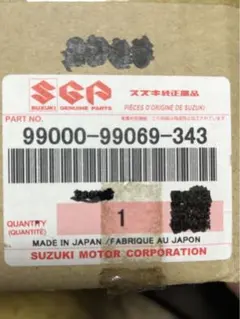 SGP スズキ純正部品
SUZUKI GENUINE PARTS PIÈCES D'ORIGINE DE SUZUKI
PART NO.
99000-99069-343
QUANTITY
(QUANTITÉ)
1
MADE IN JAPAN /FABRIQUE AU JAPON
SUZUKI MOTOR CORPORATION